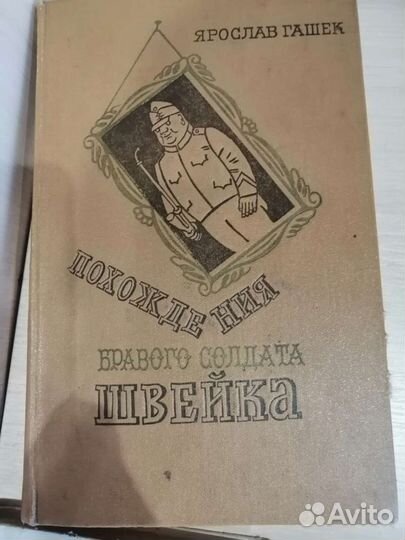 ЯРОСЛАВ ГАШЕК
ПОХОЖДЕНИЯ
БРАВОГО СОЛДАТА
ШВЕЙКА
Avito